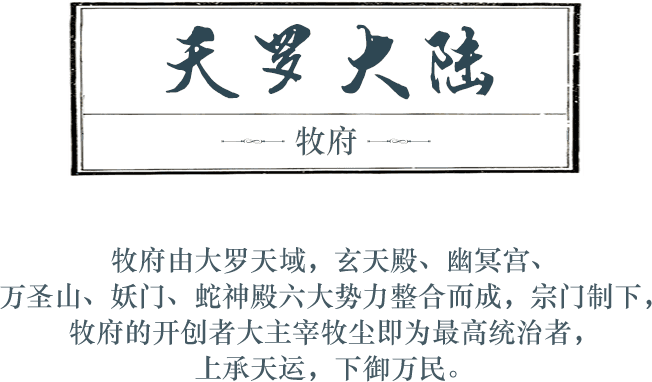 天罗大陆
牧府
牧府由大罗天域，玄天殿、幽冥宫、
万圣山、妖门、蛇神殿六大势力整合而成，宗门制下，
牧府的开创者大主宰牧尘即为最高统治者，
上承天运，下御万民。